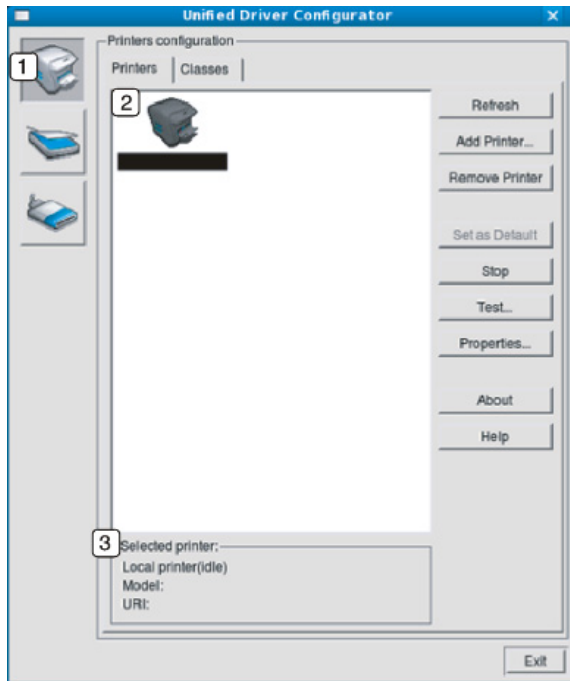 Unified Driver Configurator
Printers configuration
1
Printers Classes
2
Refresh
Add Printer...
Remove Printer
Set as Default
Stop
Test...
Properties...
About
Help
3
Selected printer:
Local printer(idle)
Model:
URI:
Exit